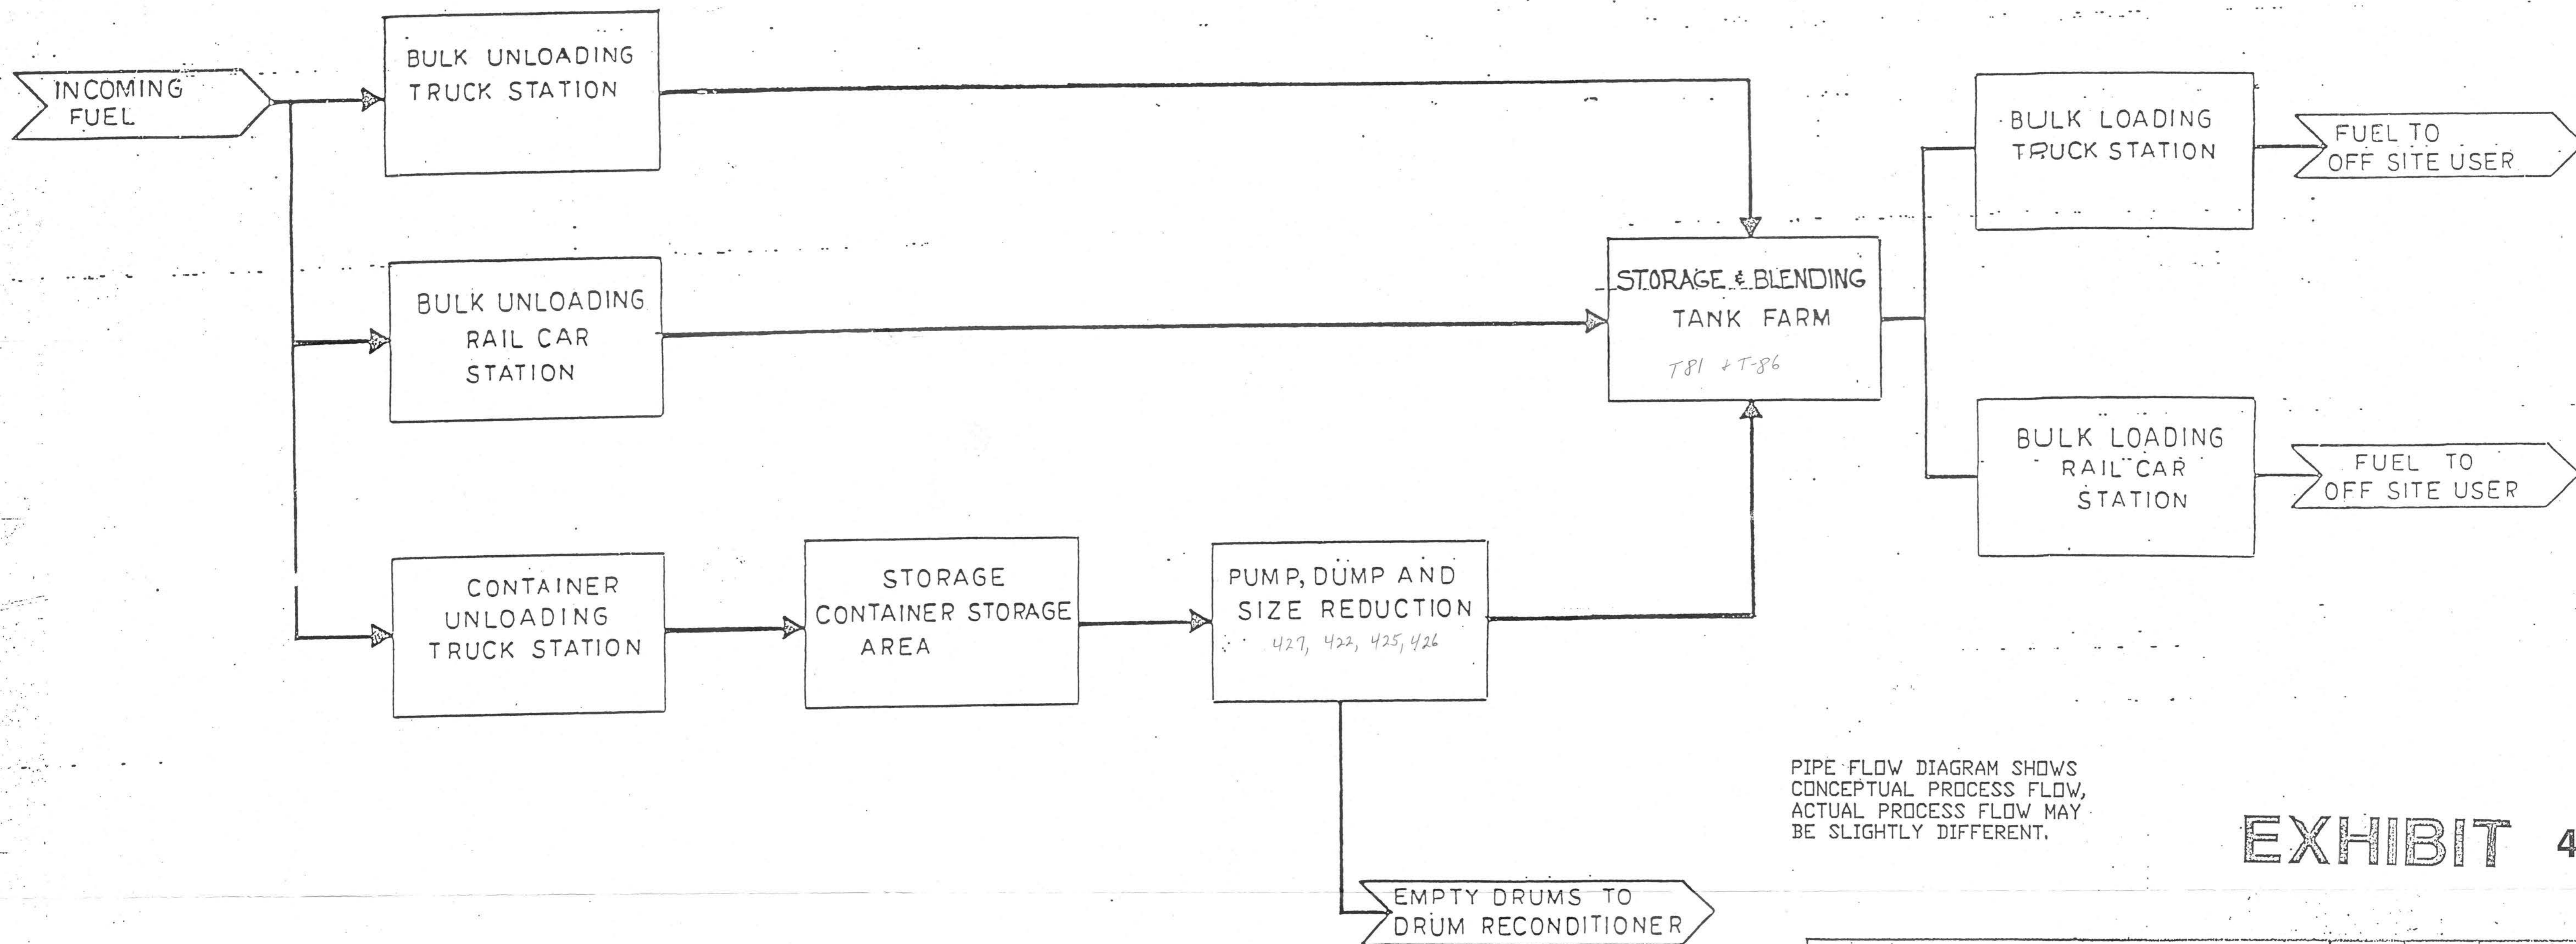 INCOMING
FUEL
BULK UNLOADING
TRUCK STATION
BULK UNLOADING
RAIL CAR
STATION
CONTAINER
UNLOADING
TRUCK STATION
STORAGE
CONTAINER STORAGE
AREA
PUMP, DUMP AND
SIZE REDUCTION
427, 422, 425, 426
EMPTY DRUMS TO
DRUM RECONDITIONER
STORAGE & BLENDING
TANK FARM
T81 & T-86
BULK LOADING
TRUCK STATION
FUEL TO
OFF SITE USER
BULK LOADING
RAIL CAR
STATION
FUEL TO
OFF SITE USER
PIPE FLOW DIAGRAM SHOWS
CONCEPTUAL PROCESS FLOW,
ACTUAL PROCESS FLOW MAY
BE SLIGHTLY DIFFERENT.
EXHIBIT 4